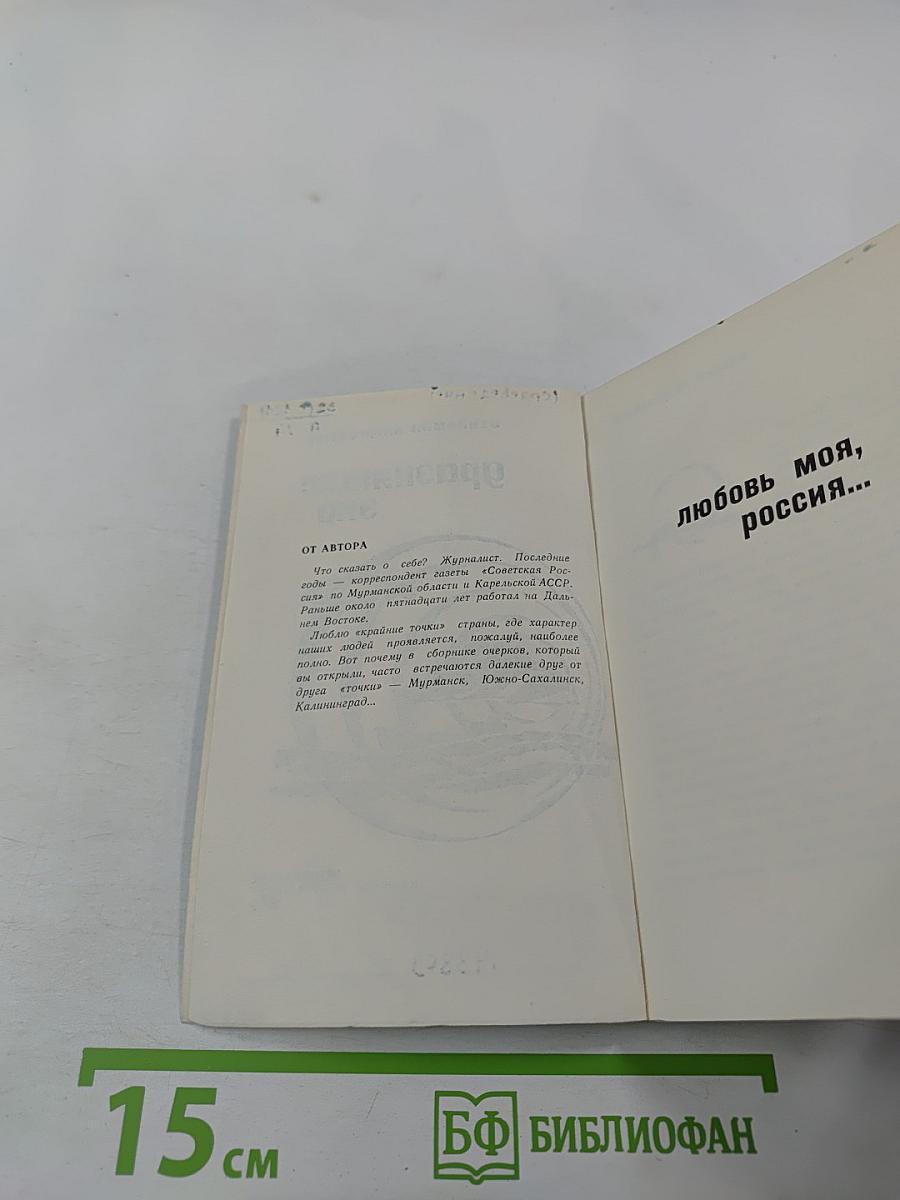 ОТ АВТОРА
Что сказать о себе? Журналист. Последние
годы — корреспондент газеты «Советская Рос-
сия» по Мурманской области и Карельской АССР.
Раньше около пятнадцати лет работал на Даль-
нем Востоке.
Люблю «крайние точки» страны, где характер
наших людей проявляется, пожалуй, наиболее
полно. Вот почему в сборнике очерков, который
вы открыли, часто встречаются далекие друг от
друга «точки» — Мурманск, Южно-Сахалинск,
Калининград...
любовь моя,
россия...
15 см
БФ БИБЛИОФАН